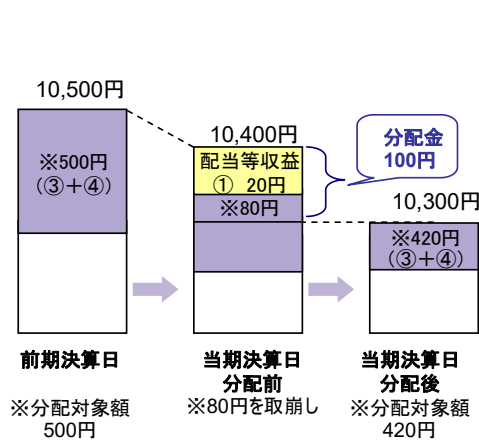 10,500円
※500円
(③＋④)
前期決算日
※分配対象額
500円
10,400円
配当等収益
① 20円
※80円
分配金
100円
当期決算日
分配前
※80円を取崩し
10,300円
※420円
(③＋④)
当期決算日
分配後
※分配対象額
420円